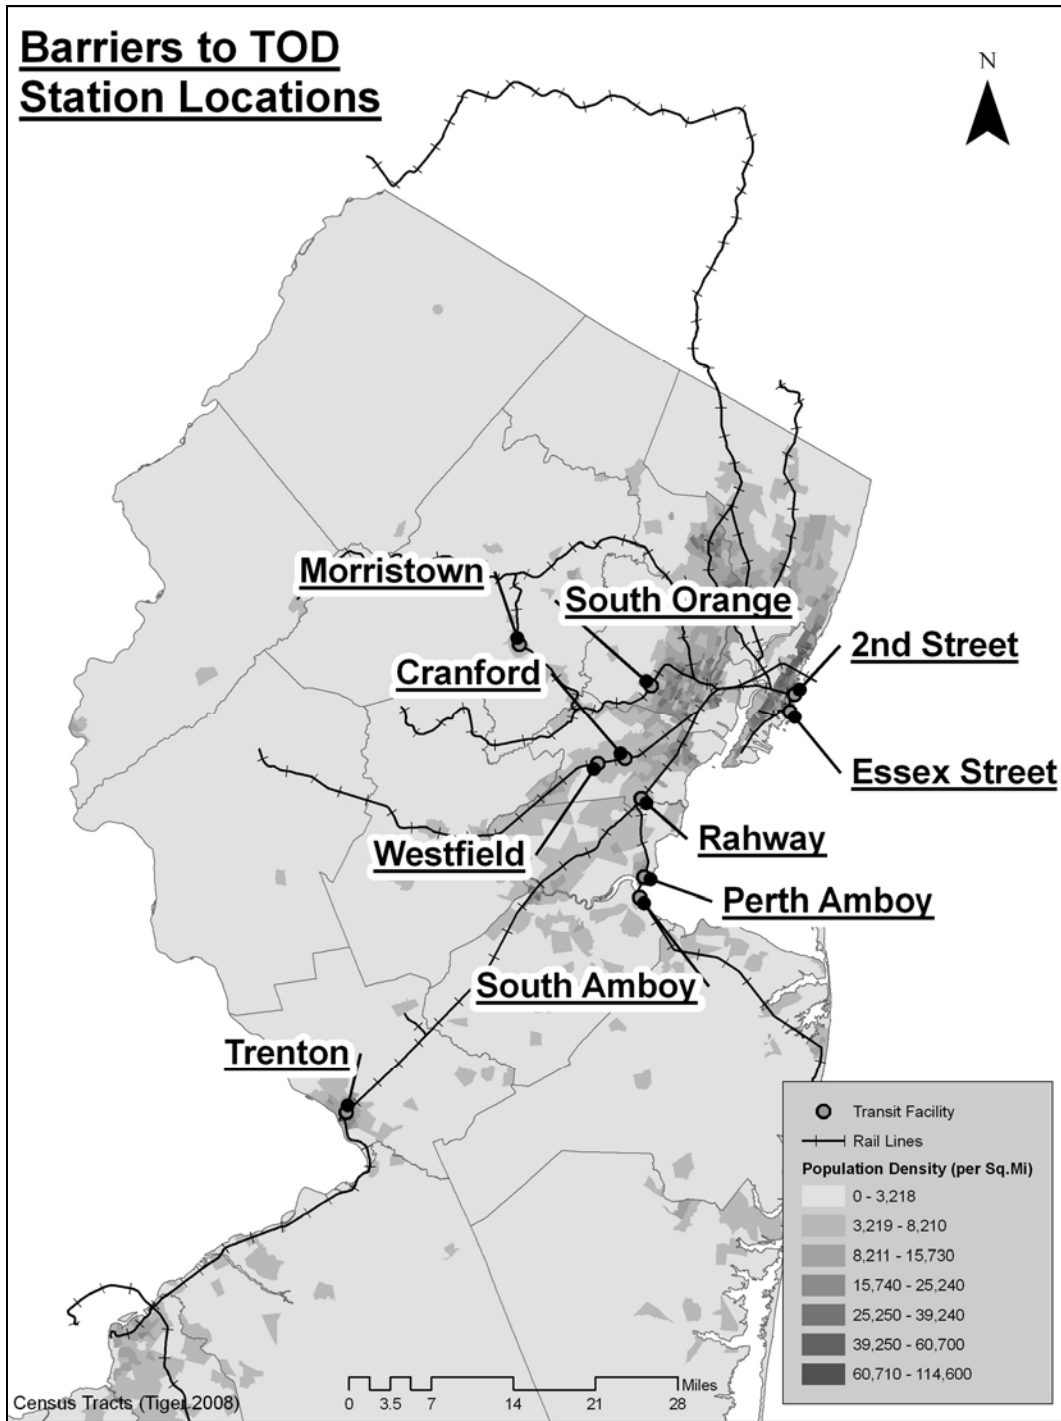 Barriers to TOD
Station Locations
N
Morristown
South Orange
2nd Street
Cranford
Essex Street
Rahway
Westfield
Perth Amboy
South Amboy
Trenton
Transit Facility
Rail Lines
Population Density (per Sq.Mi)
0 - 3,218
3,219 - 8,210
8,211 - 15,730
15,740 - 25,240
25,250 - 39,240
39,250 - 60,700
60,710 - 114,600
Miles
0 3.5 7 14 21 28
Census Tracts (Tiger 2008)